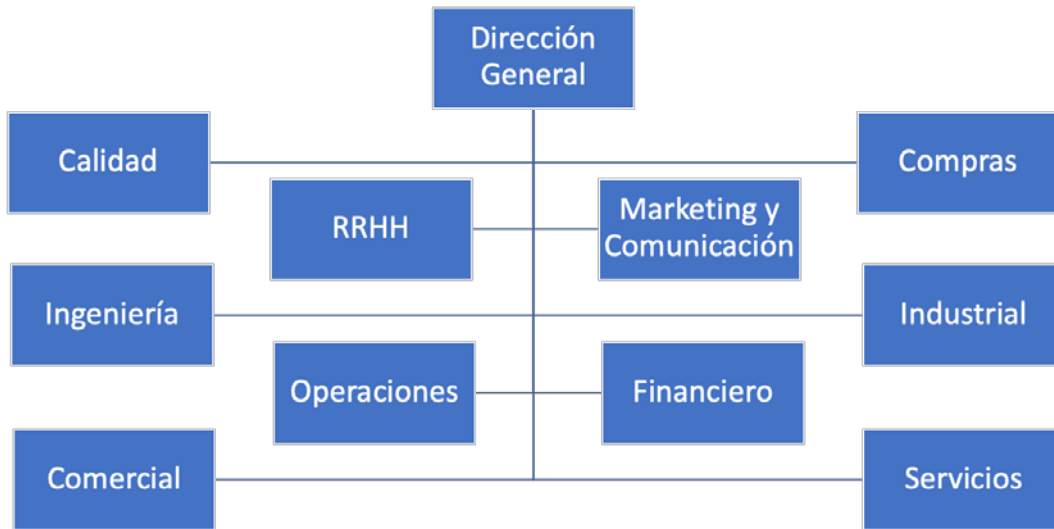 Dirección
General
Calidad
Compras
RRHH
Marketing y
Comunicación
Ingeniería
Industrial
Operaciones
Financiero
Comercial
Servicios